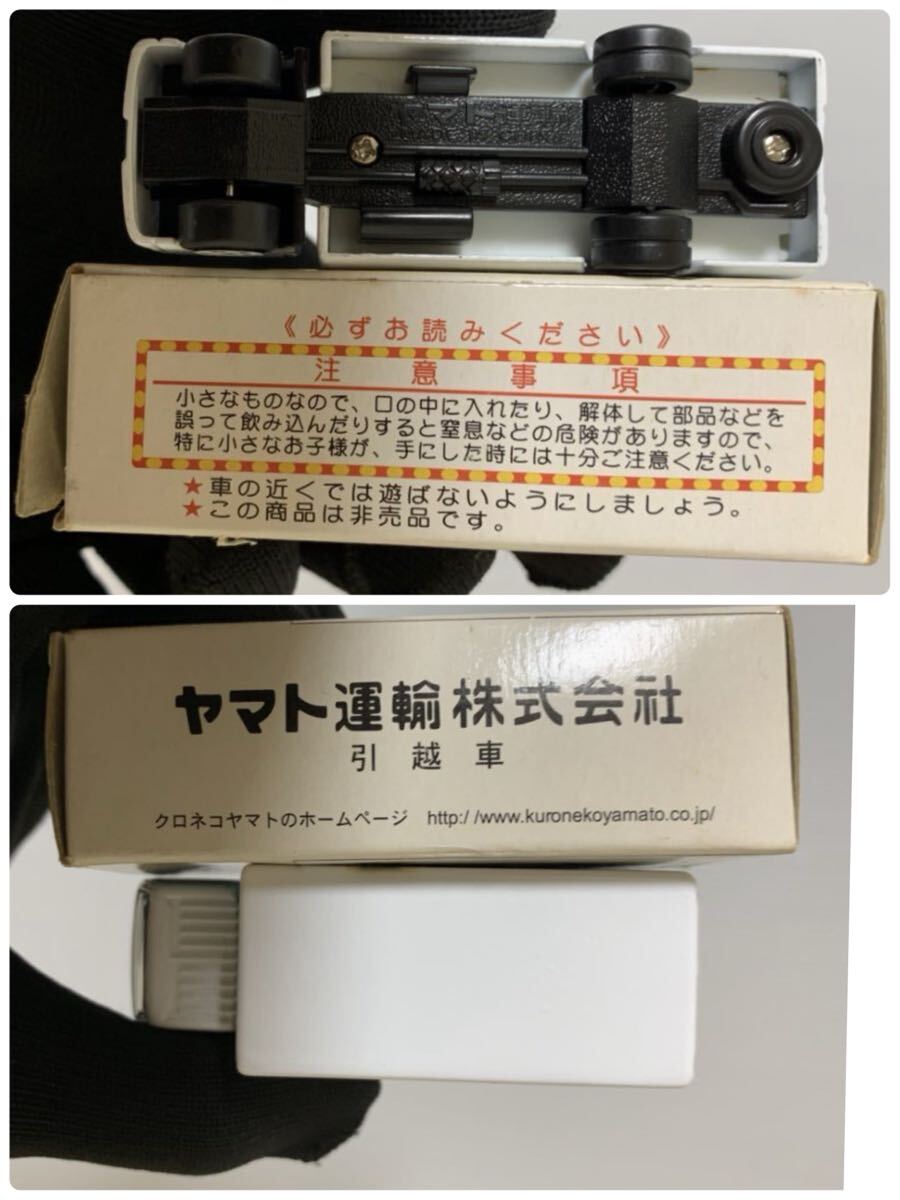 ヤマト運輸
《必ずお読みください》
注意事項
小さなものなので、口の中に入れたり、解体して部品などを
誤って飲み込んだりすると窒息などの危険がありますので、
特に小さなお子様が、手にした時には十分ご注意ください。
★車の近くでは遊ばないようにしましょう。
★この商品は非売品です。
ヤマト運輸株式会社
引越車
クロネコヤマトのホームページ http://www.kuronekoyamato.co.jp/